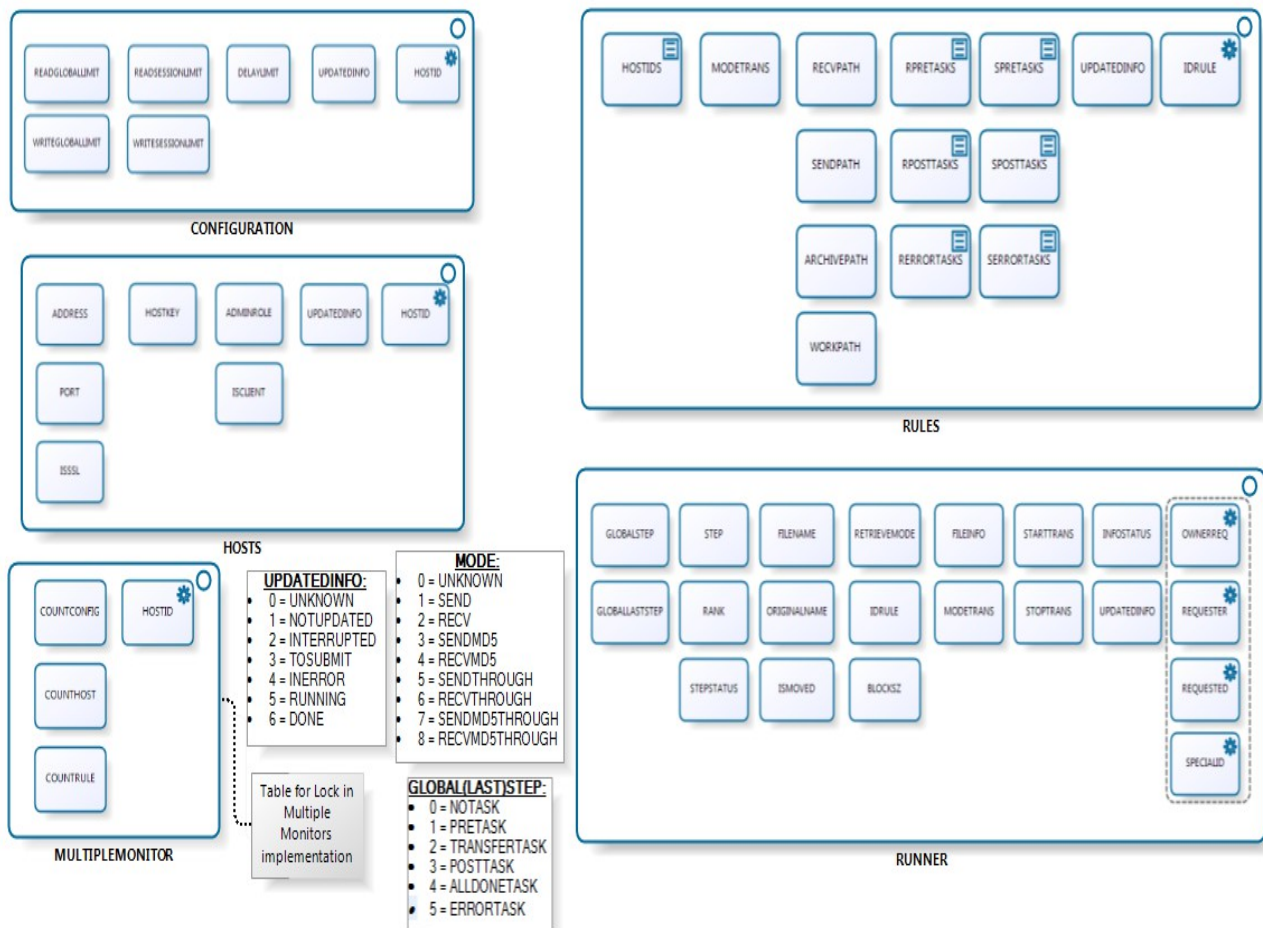 READGLOBALLIMIT READSESSIONLIMIT DELAYLIMIT UPDATEDINFO HOSTID
WRITEGLOBALLIMIT WRITESESSIONLIMIT
CONFIGURATION
HOSTIDS MODETRANS RECVPATH RPRETASKS SPRETASKS UPDATEDINFO IDRULE
SENDPATH RPOSTTASKS SPOSTTASKS
ARCHIVEPATH RERRORTASKS SERRORTASKS
WORKPATH
RULES
ADDRESS HOSTKEY ADMINROLE UPDATEDINFO HOSTID
PORT ISCLIENT
ISSSL
HOSTS
COUNTCONFIG HOSTID
COUNTHOST
COUNTRULE
MULTIPLEMONITOR
UPDATEDINFO:
• 0 = UNKNOWN
• 1 = NOTUPDATED
• 2 = INTERRUPTED
• 3 = TOSUBMIT
• 4 = INERROR
• 5 = RUNNING
• 6 = DONE
Table for Lock in
Multiple
Monitors
implementation
MODE:
• 0 = UNKNOWN
• 1 = SEND
• 2 = RECV
• 3 = SENDMD5
• 4 = RECVMD5
• 5 = SENDTHROUGH
• 6 = RECVTHROUGH
• 7 = SENDMD5THROUGH
• 8 = RECVMD5THROUGH
GLOBAL(LAST)STEP:
• 0 = NOTASK
• 1 = PRETASK
• 2 = TRANSFERTASK
• 3 = POSTTASK
• 4 = ALLDONETASK
• 5 = ERRORTASK
GLOBALSTEP STEP FILENAME RETRIEVEMODE FILEINFO STARTTRANS INFOSTATUS OWNERREQ
GLOBALLASTSTEP RANK ORIGINALNAME IDRULE MODETRANS STOPTRANS UPDATEDINFO REQUESTER
STEPSTATUS ISMOVED BLOCKSZ REQUESTED
SPECIALID
RUNNER